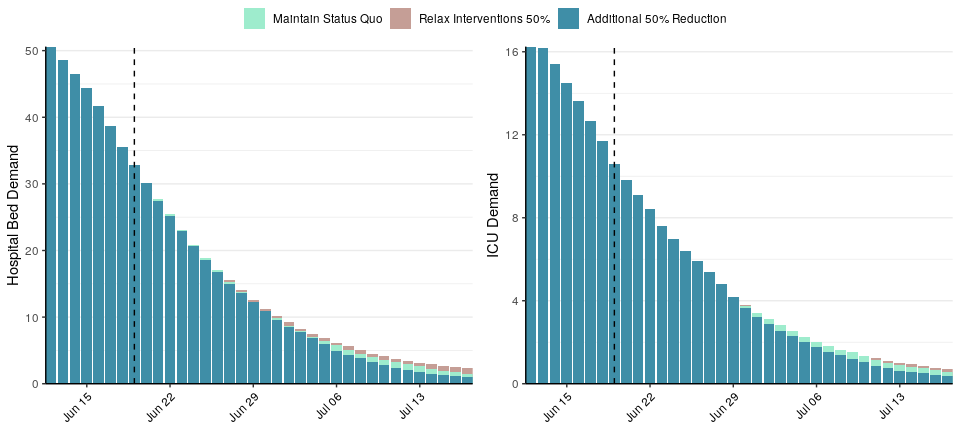 Maintain Status Quo Relax Interventions 50% Additional 50% Reduction
Hospital Bed Demand
50
40
30
20
10
0
Jun 15 Jun 22 Jun 29 Jul 06 Jul 13
ICU Demand
16
12
8
4
0
Jun 15 Jun 22 Jun 29 Jul 06 Jul 13